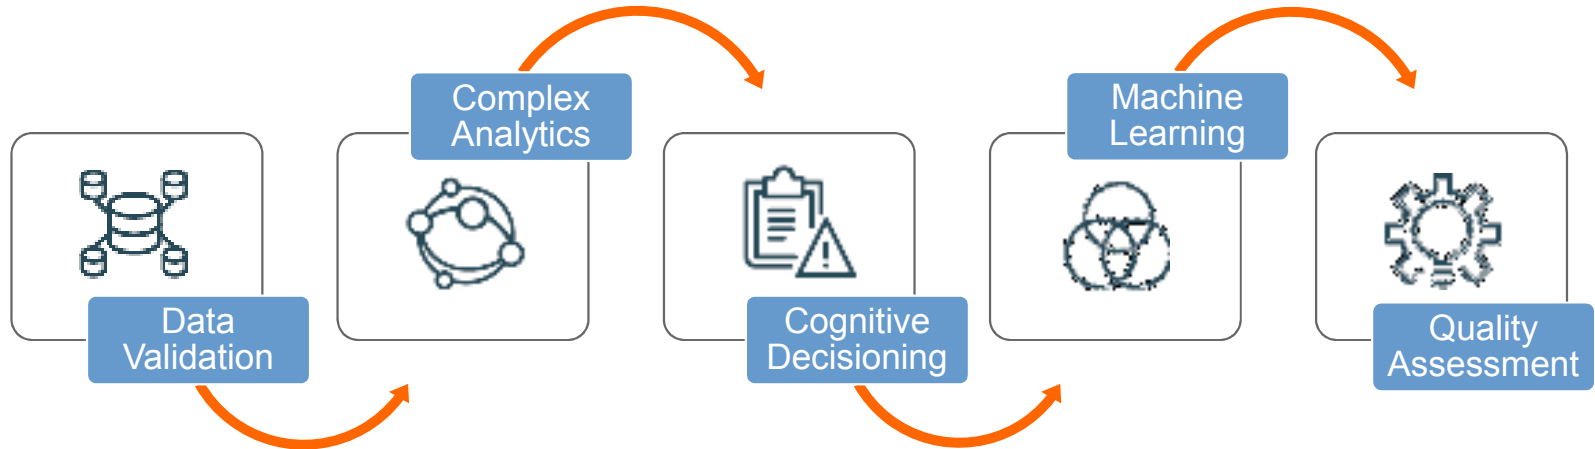 Data
Validation
Complex
Analytics
Cognitive
Decisioning
Machine
Learning
Quality
Assessment